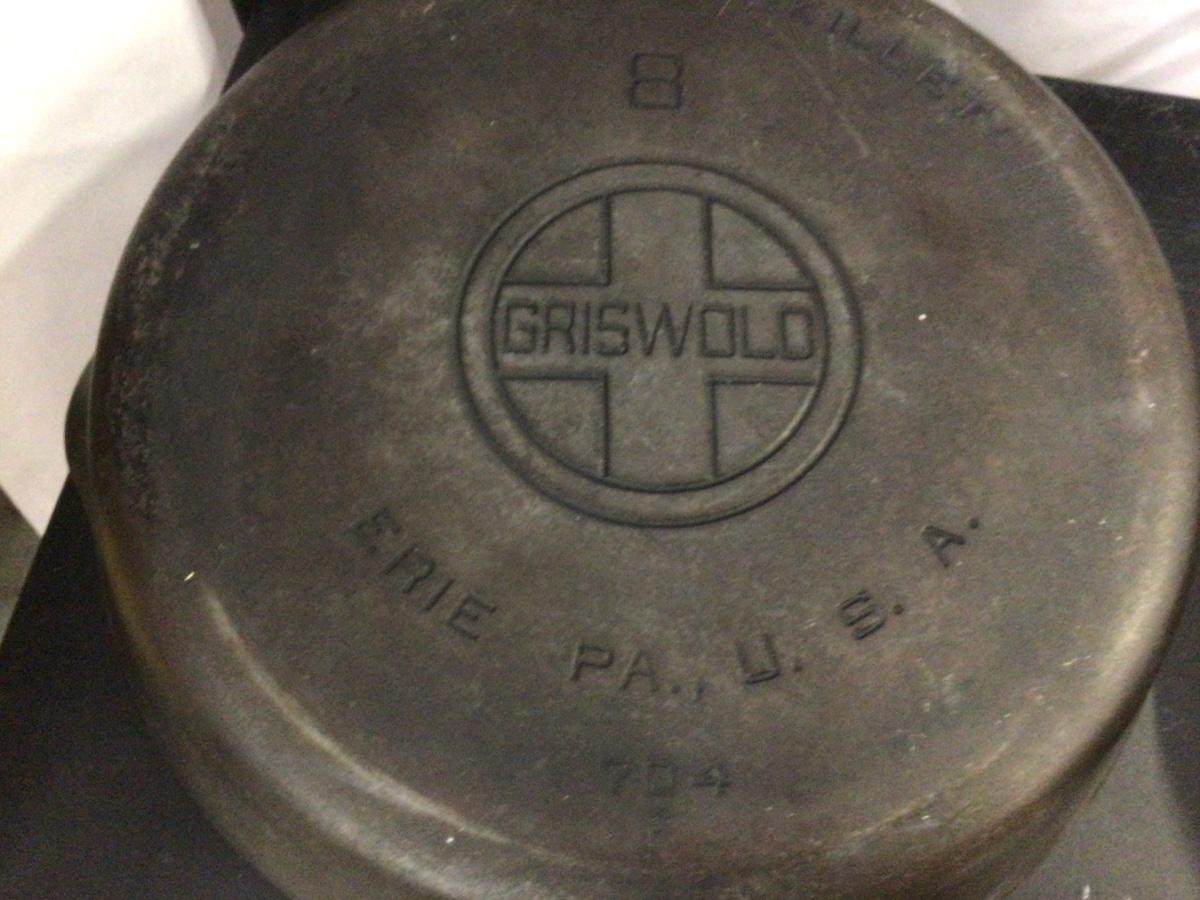 8
GRISWOLD
ERIE PA., U. S. A.
704